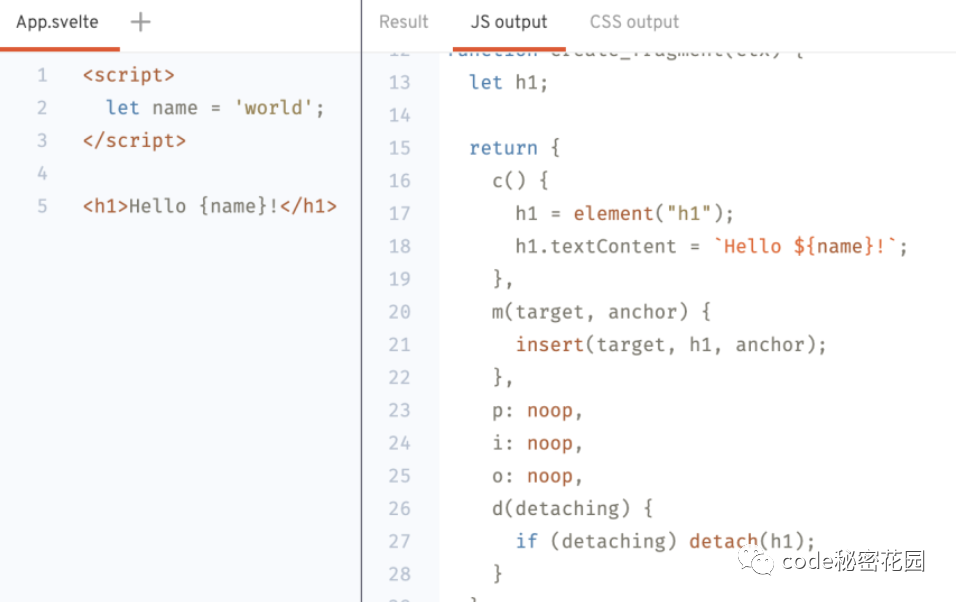 App.svelte +
1 <script>
2 let name = 'world';
3 </script>
4
5 <h1>Hello {name}!</h1>
Result JS output CSS output
13 let h1;
14
15 return {
16 c() {
17 h1 = element("h1");
18 h1.textContent = `Hello ${name}!`;
19 },
20 m(target, anchor) {
21 insert(target, h1, anchor);
22 },
23 p: noop,
24 i: noop,
25 o: noop,
26 d(detaching) {
27 if (detaching) detach(h1);
28 }
code秘密花园